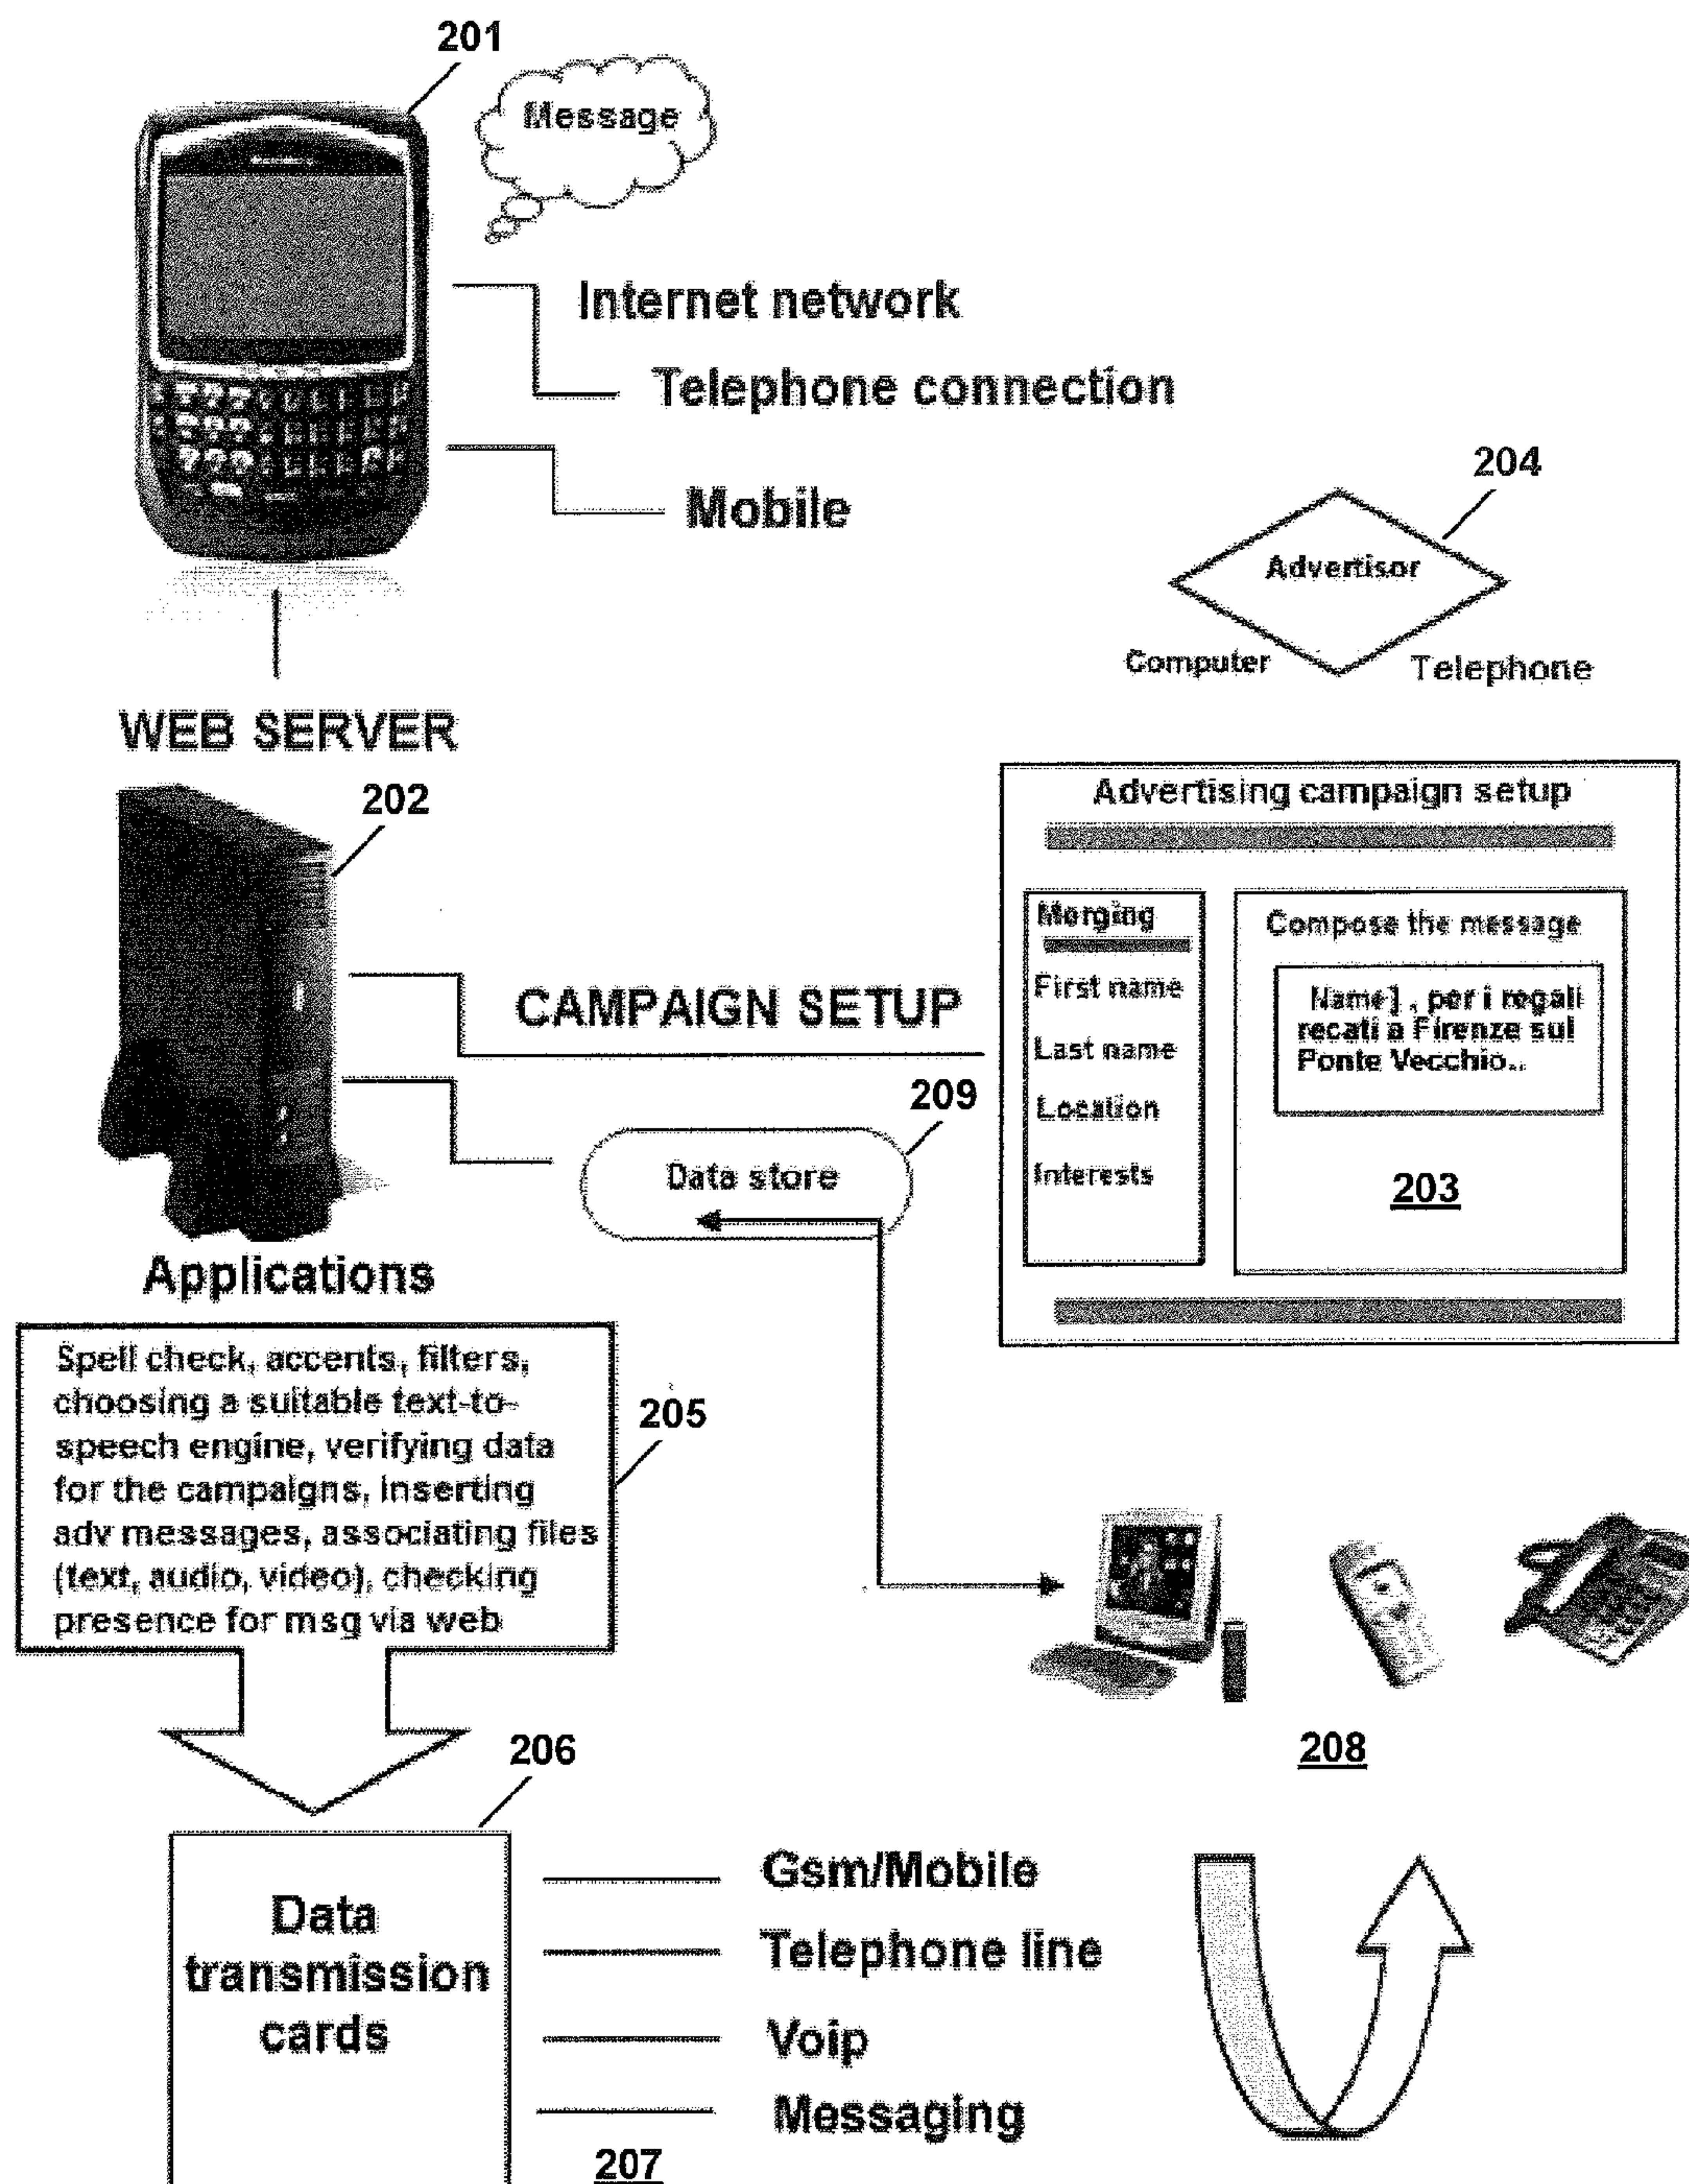 201
Message
Internet network
Telephone connection
Mobile
204
Advertisor
Computer
Telephone
WEB SERVER
202
Advertising campaign setup
Merging
First name
Last name
Location
Interests
Compose the message
Name] , per i regali
recati a Firenze sul
Ponte Vecchio..
203
CAMPAIGN SETUP
209
Data store
Applications
Spell check, accents, filters,
choosing a suitable text-to-
speech engine, verifying data
for the campaigns, inserting
adv messages, associating files
(text, audio, video), checking
presence for msg via web
205
208
206
Data
transmission
cards
Gsm/Mobile
Telephone line
Voip
Messaging
207